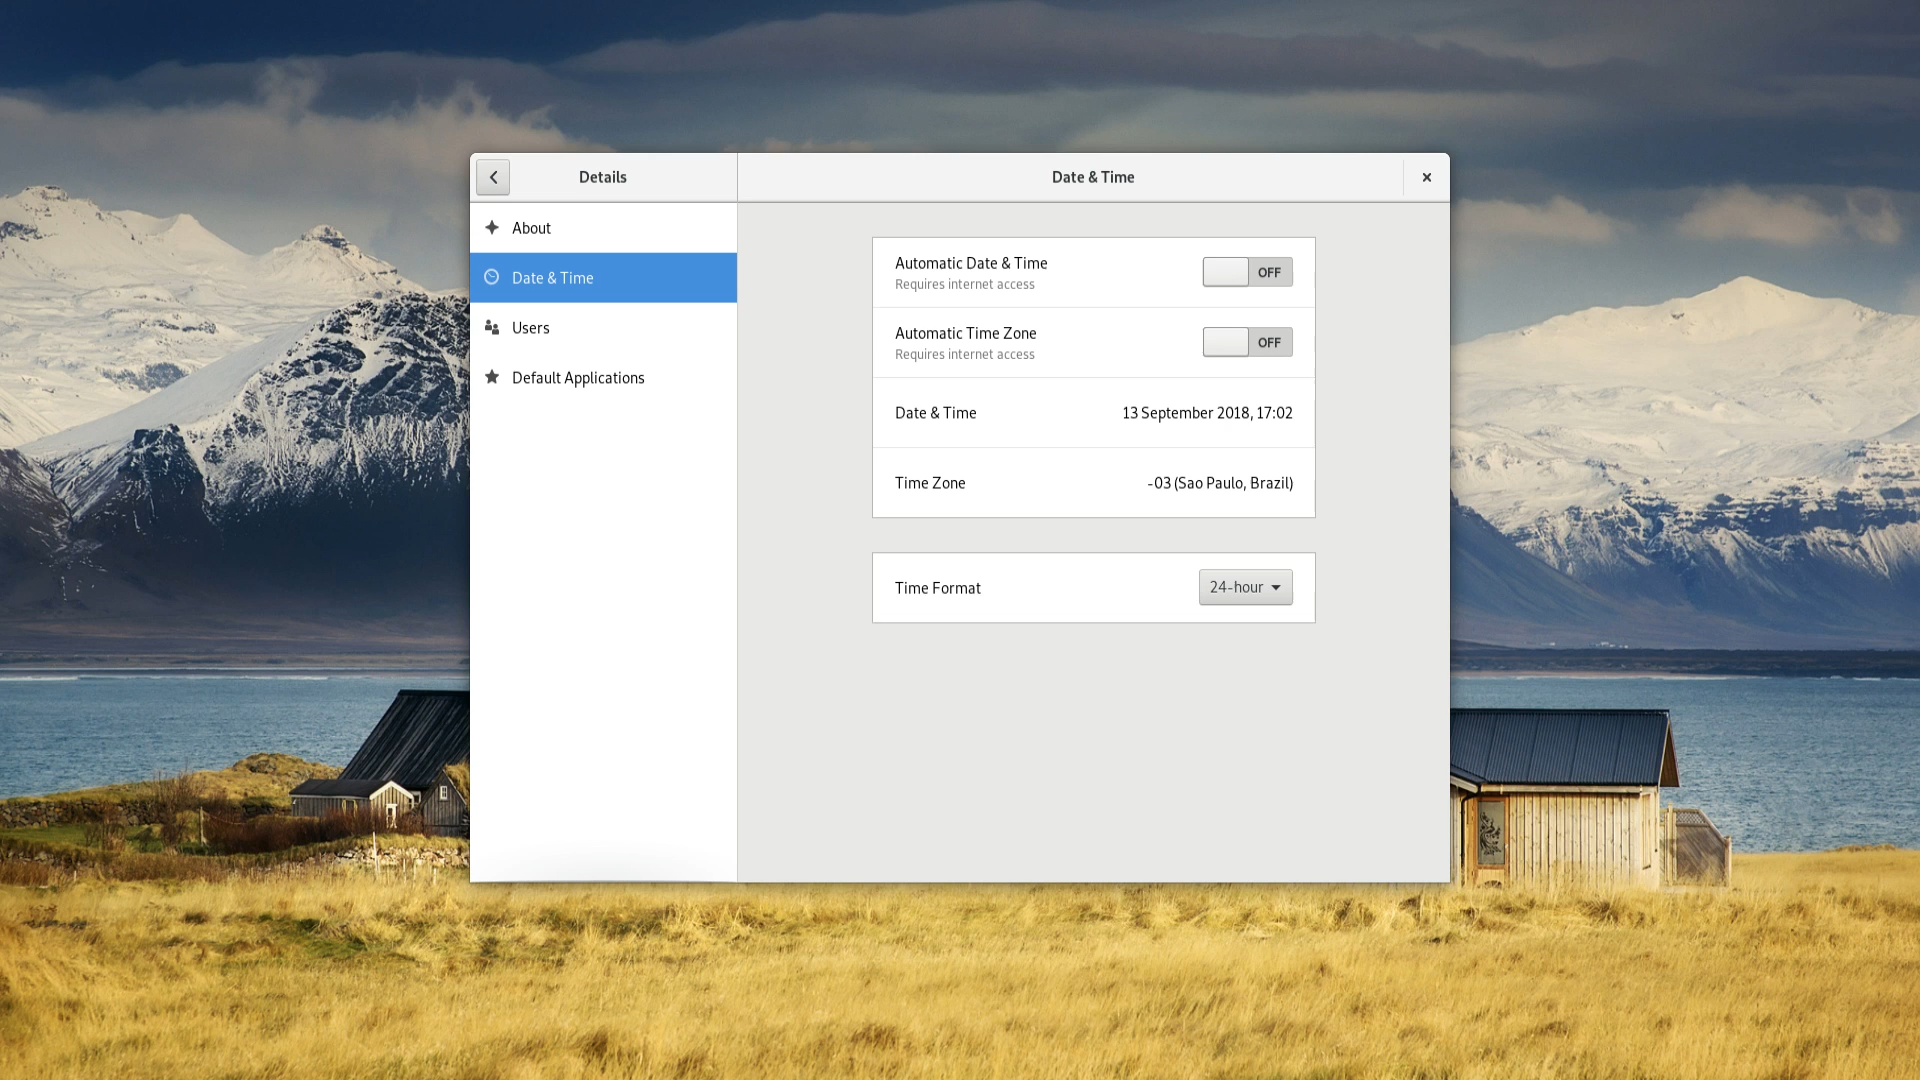 Details
Date & Time
About
Date & Time
Users
Default Applications
Automatic Date & Time
Requires internet access
OFF
Automatic Time Zone
Requires internet access
OFF
Date & Time
13 September 2018, 17:02
Time Zone
-03 (Sao Paulo, Brazil)
Time Format
24-hour